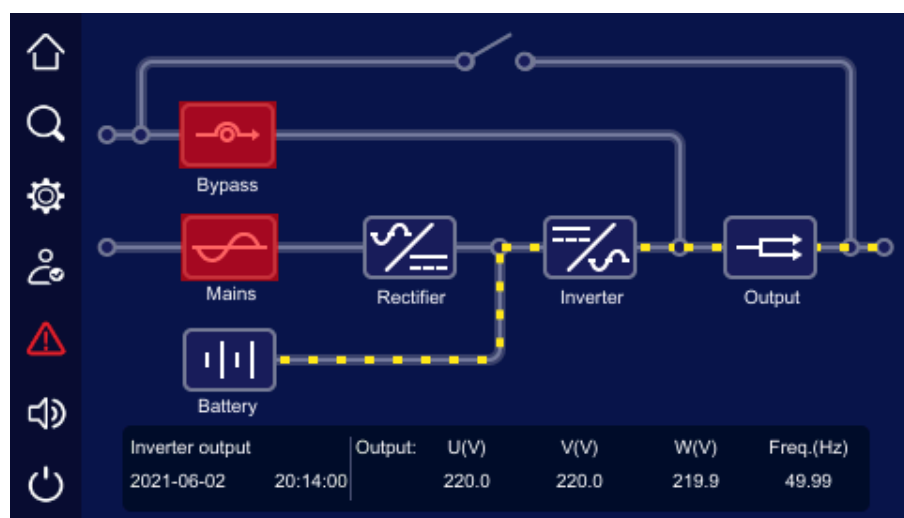 Bypass
Mains
Rectifier
Inverter
Output
Battery
Inverter output
2021-06-02 20:14:00
Output: U(V) V(V) W(V) Freq.(Hz)
220.0 220.0 219.9 49.99